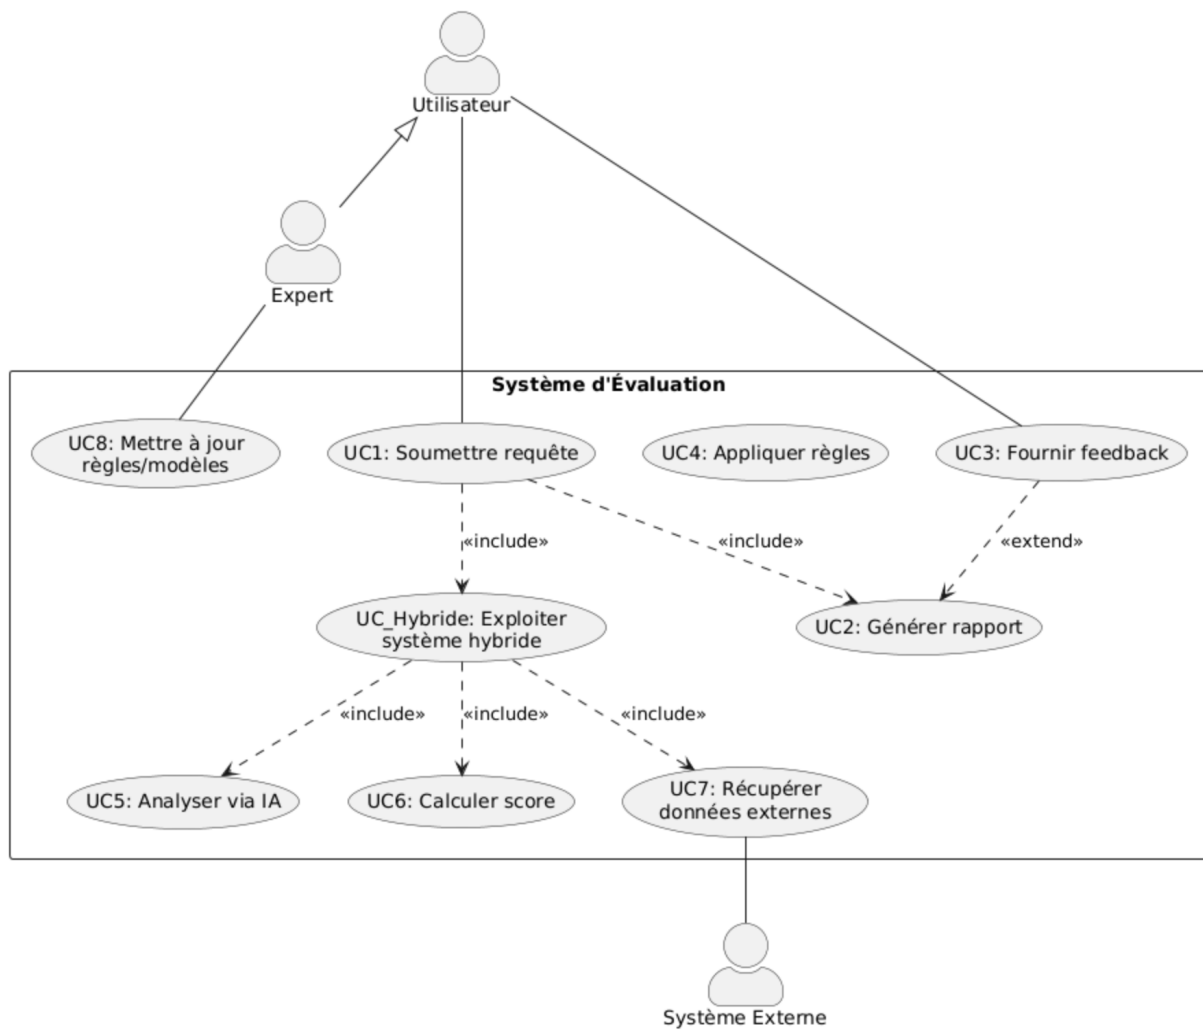 Utilisateur
Expert
Système d'Évaluation
UC8: Mettre à jour
règles/modèles
UC1: Soumettre requête
UC4: Appliquer règles
UC3: Fournir feedback
«include»
«include»
«extend»
UC_Hybride: Exploiter
système hybride
UC2: Générer rapport
«include»
«include»
«include»
UC5: Analyser via IA
UC6: Calculer score
UC7: Récupérer
données externes
Système Externe